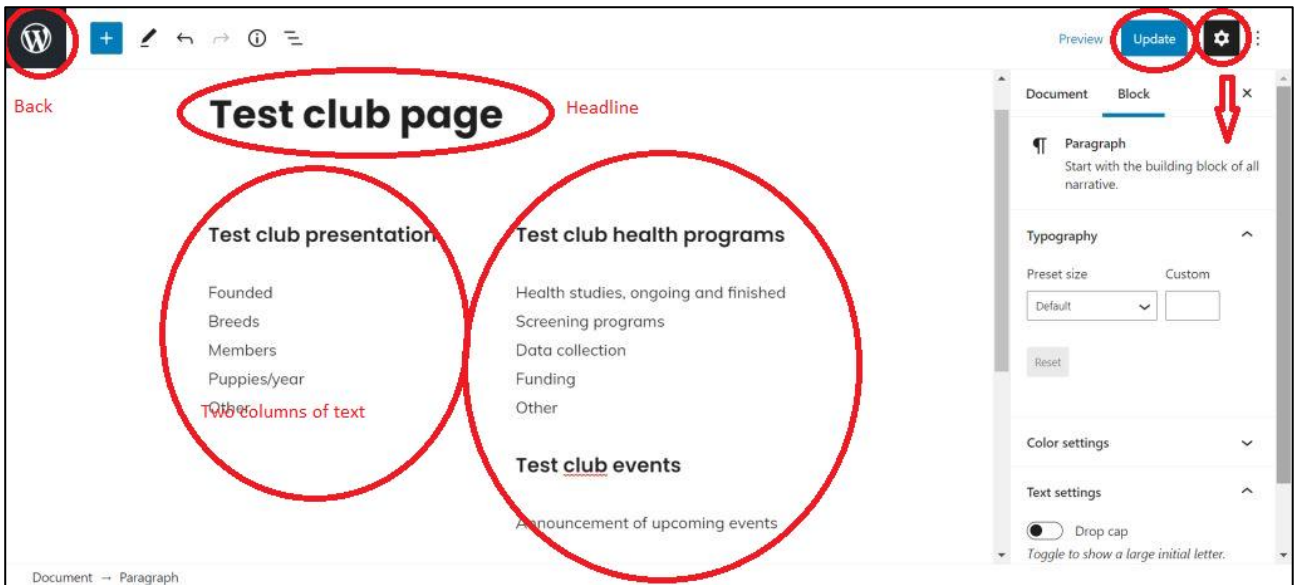 Preview Update
Back
Test club page
Headline
Document Block
Paragraph
Start with the building block of all
narrative.
Test club presentation
Founded
Breeds
Members
Puppies/year
Other
Two columns of text
Test club health programs
Health studies, ongoing and finished
Screening programs
Data collection
Funding
Other
Test club events
Announcement of upcoming events
Typography
Preset size Custom
Default
Reset
Color settings
Text settings
Drop cap
Toggle to show a large initial letter.
Document → Paragraph